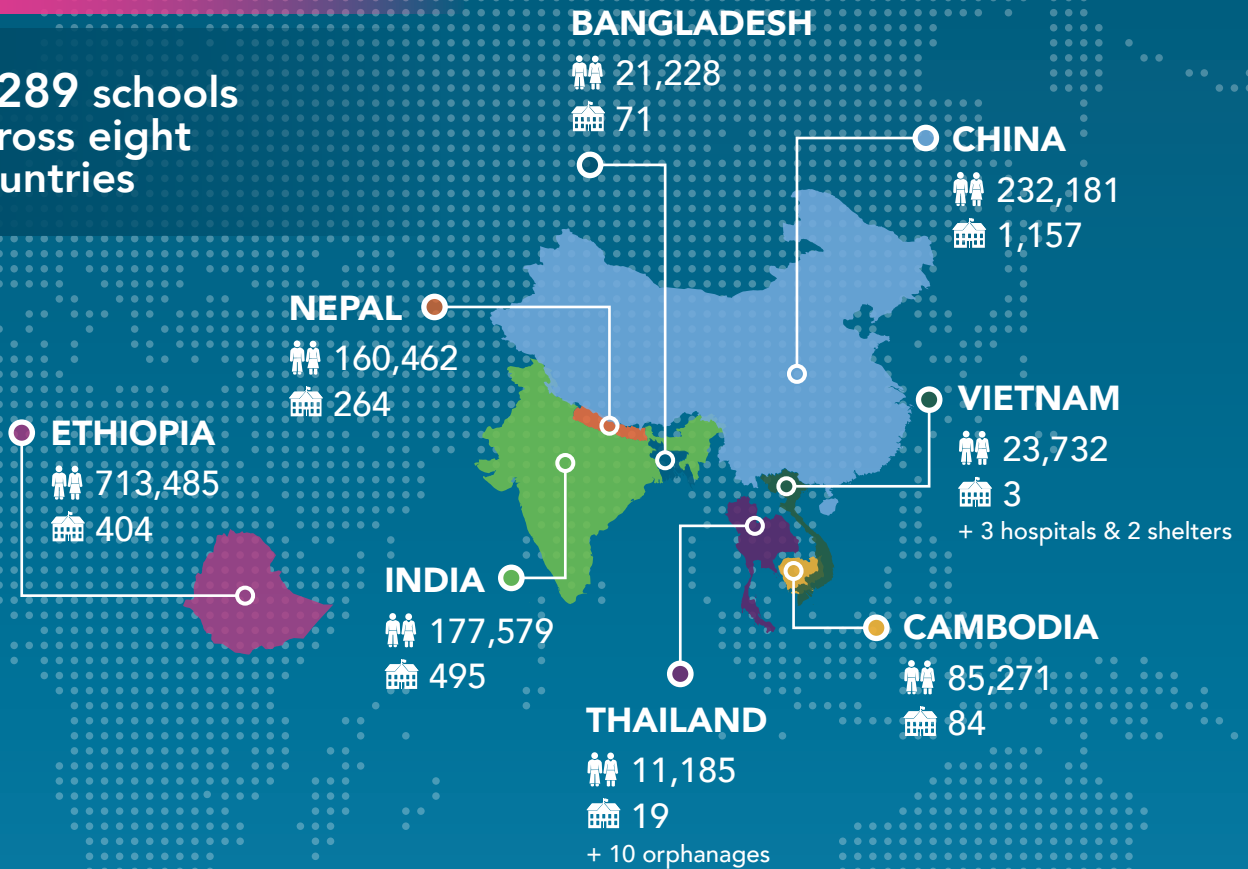 289 schools
ross eight
untries
BANGLADESH
21,228
71
CHINA
232,181
1,157
NEPAL
160,462
264
VIETNAM
23,732
3
+ 3 hospitals & 2 shelters
ETHIOPIA
713,485
404
INDIA
177,579
495
CAMBODIA
85,271
84
THAILAND
11,185
19
+ 10 orphanages